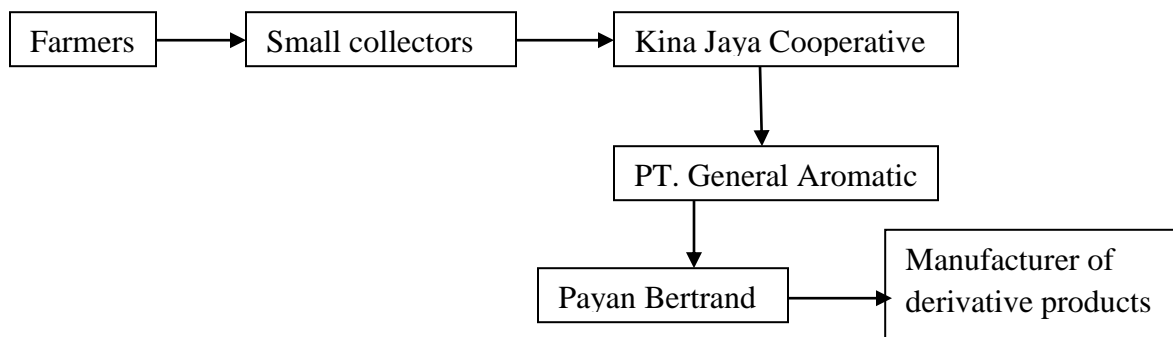 Farmers
Small collectors
Kina Jaya Cooperative
PT. General Aromatic
Payan Bertrand
Manufacturer of
derivative products